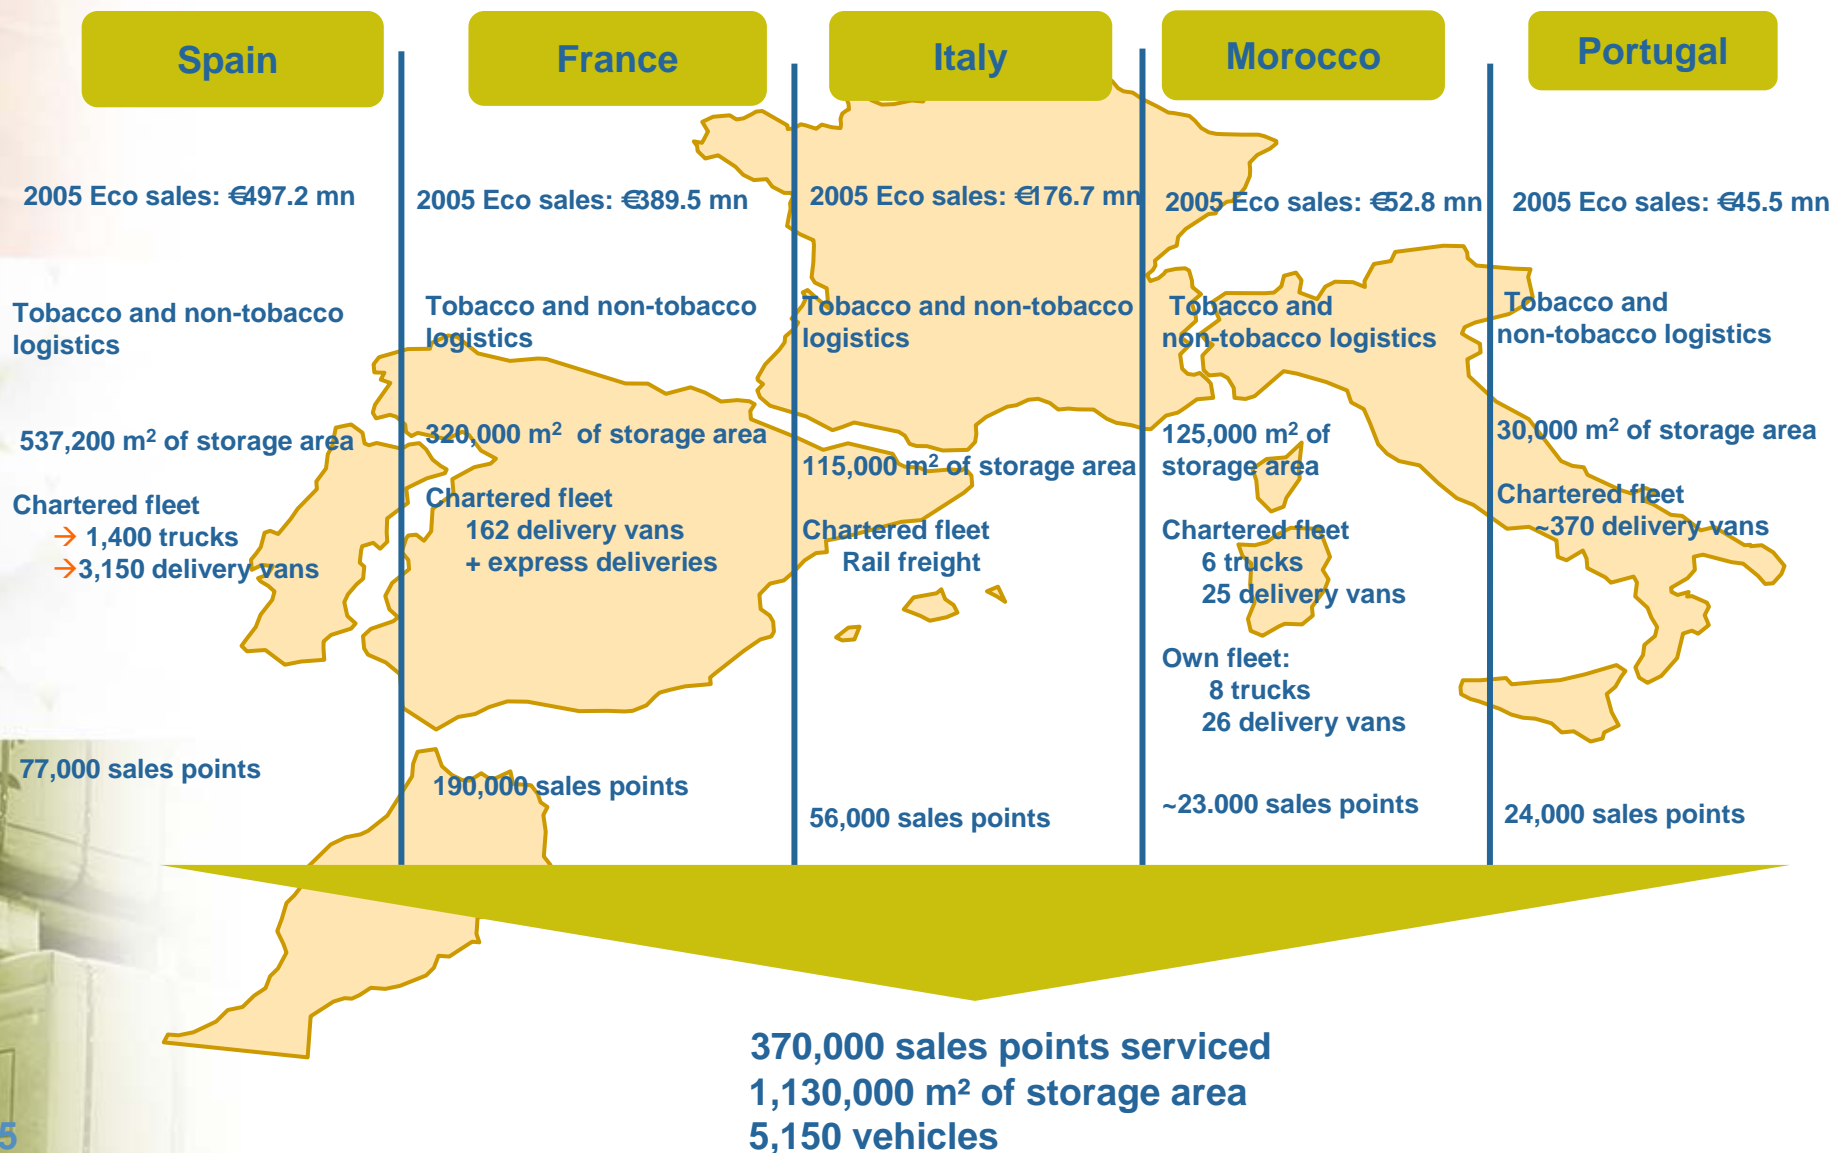 Spain
France
Italy
Morocco
Portugal
2005 Eco sales: €497.2 mn
2005 Eco sales: €389.5 mn
2005 Eco sales: €176.7 mn
2005 Eco sales: €52.8 mn
2005 Eco sales: €45.5 mn
Tobacco and non-tobacco
logistics
Tobacco and non-tobacco
logistics
Tobacco and non-tobacco
logistics
Tobacco and
non-tobacco logistics
Tobacco and
non-tobacco logistics
537,200 m² of storage area
320,000 m² of storage area
115,000 m² of storage area
125,000 m² of
storage area
30,000 m² of storage area
Chartered fleet
→ 1,400 trucks
→3,150 delivery vans
Chartered fleet
162 delivery vans
+ express deliveries
Chartered fleet
Rail freight
Chartered fleet
6 trucks
25 delivery vans
Own fleet:
8 trucks
26 delivery vans
Chartered fleet
~370 delivery vans
77,000 sales points
190,000 sales points
56,000 sales points
~23.000 sales points
24,000 sales points
370,000 sales points serviced
1,130,000 m² of storage area
5,150 vehicles
5